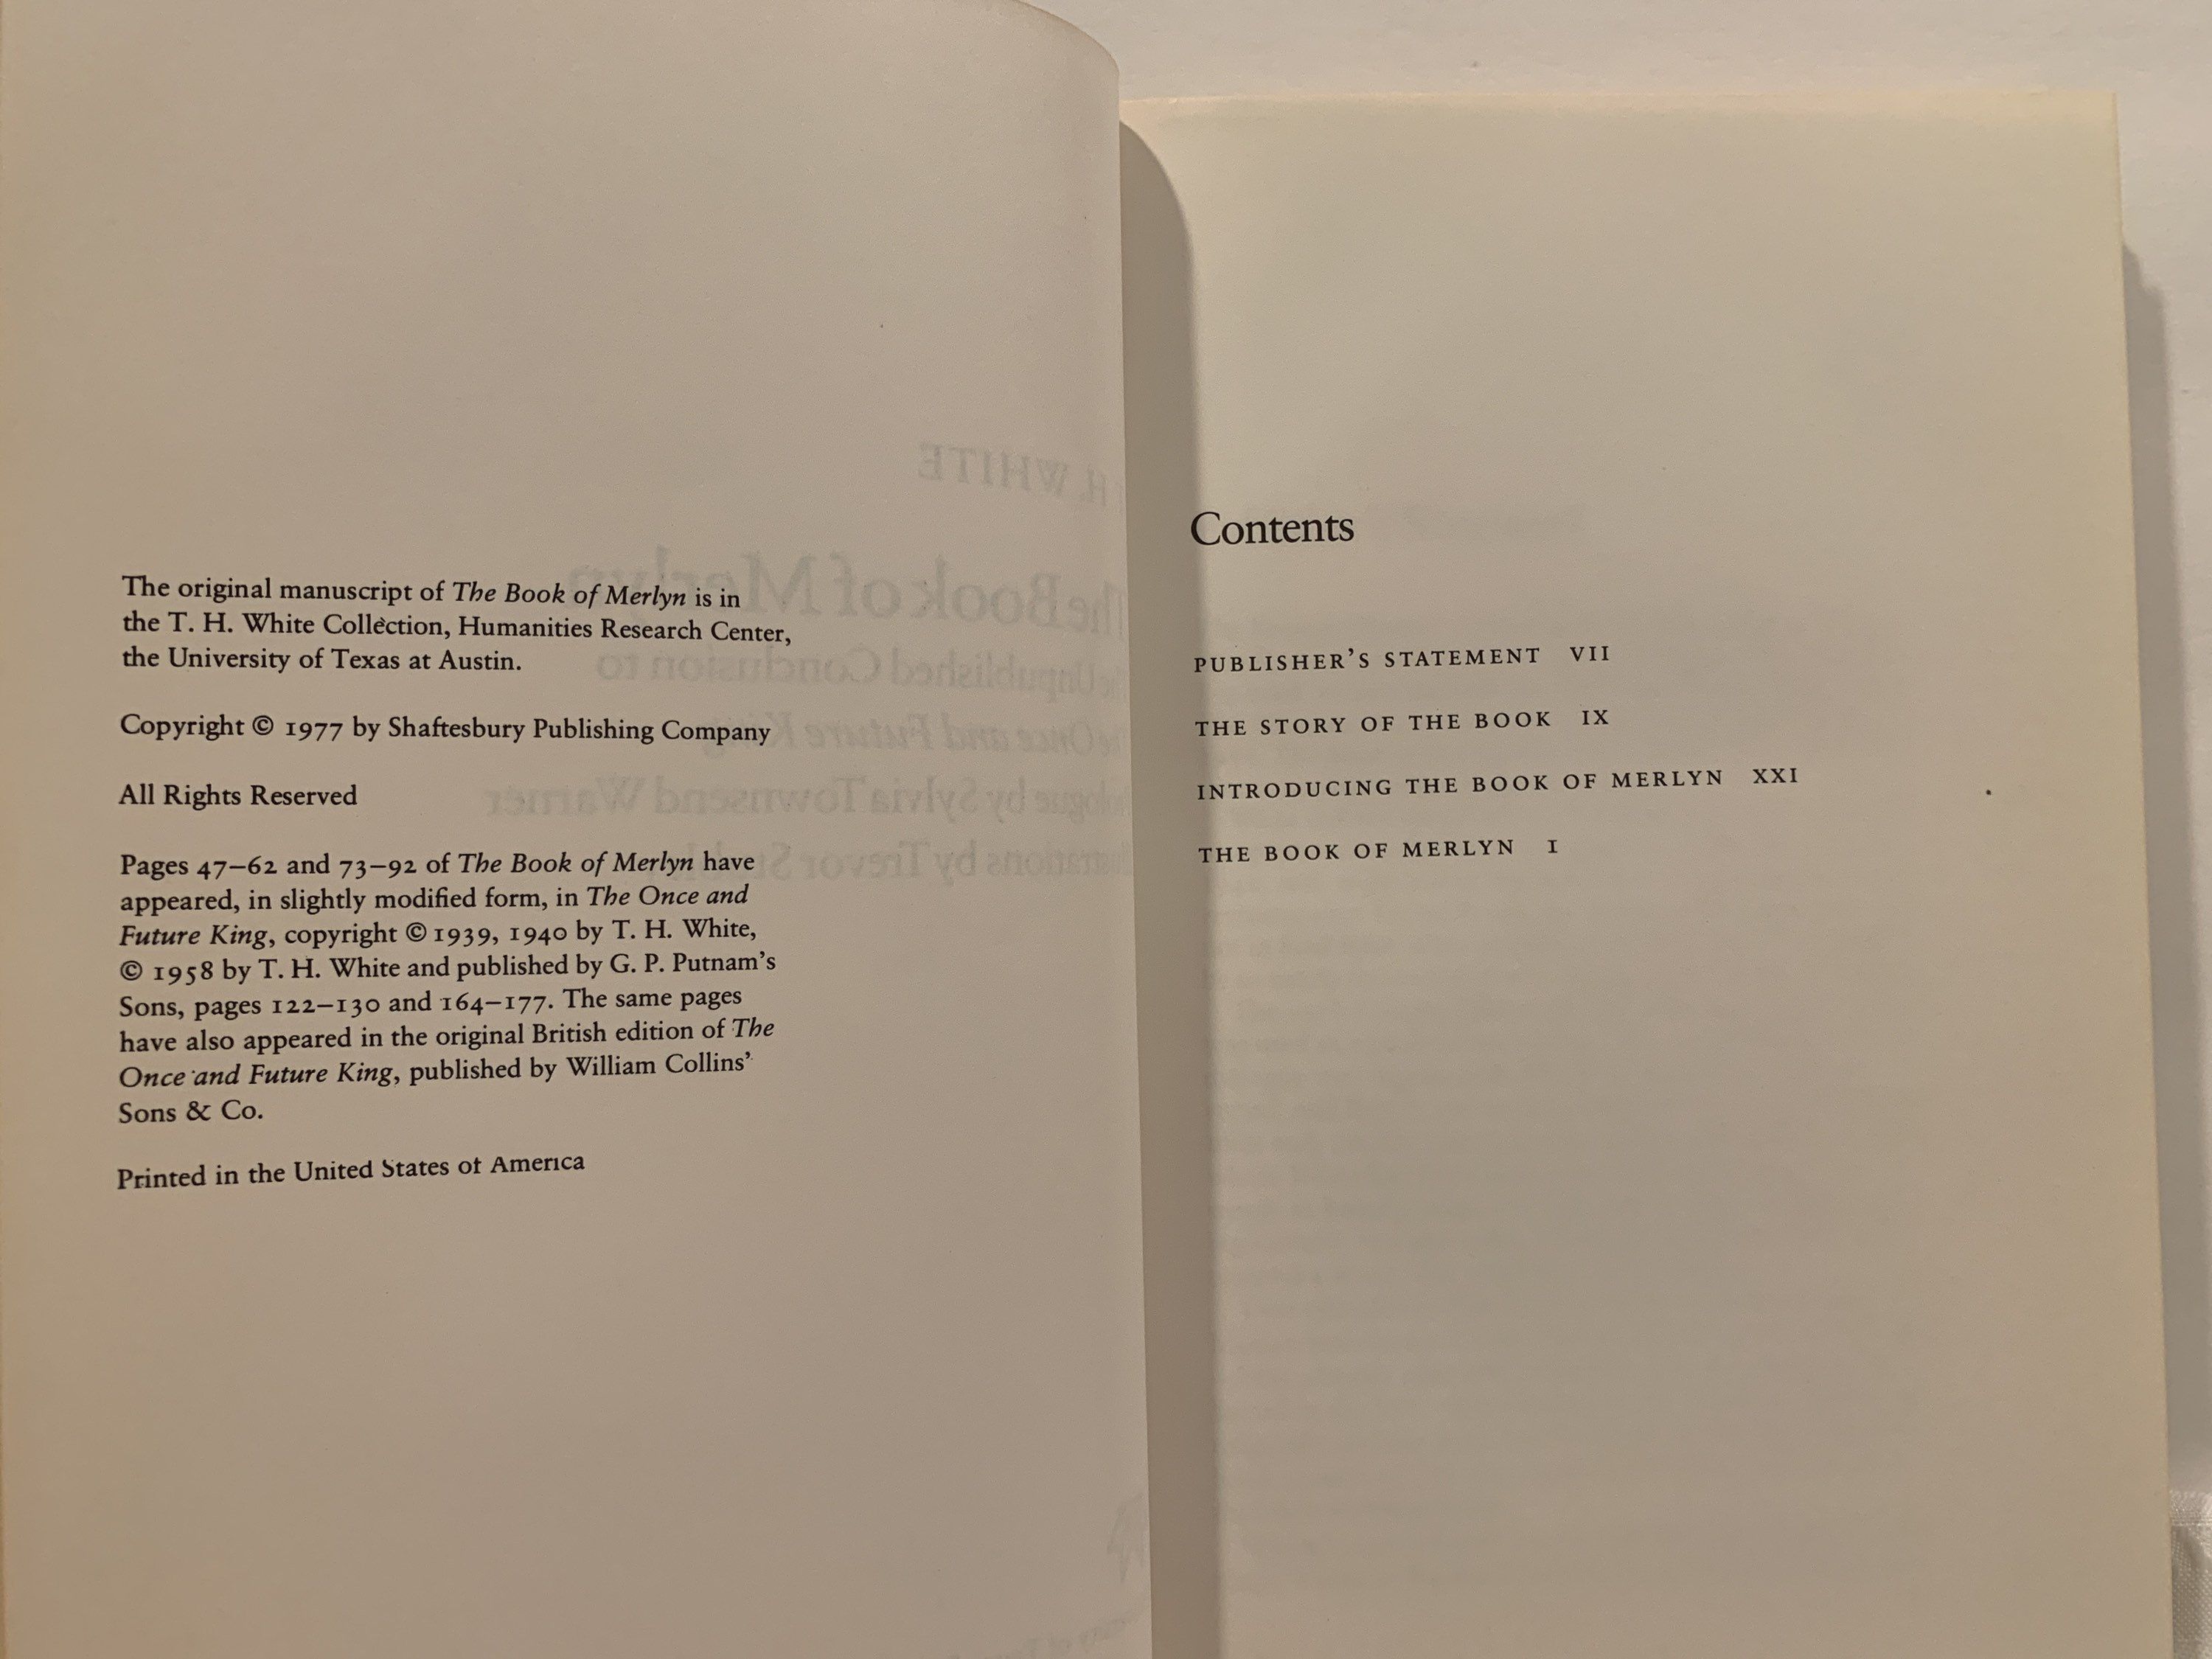 The original manuscript of The Book of Merlyn is in
the T. H. White Collection, Humanities Research Center,
the University of Texas at Austin.
Copyright © 1977 by Shaftesbury Publishing Company
All Rights Reserved
Pages 47–62 and 73–92 of The Book of Merlyn have
appeared, in slightly modified form, in The Once and
Future King, copyright © 1939, 1940 by T. H. White,
© 1958 by T. H. White and published by G. P. Putnam's
Sons, pages 122–130 and 164–177. The same pages
have also appeared in the original British edition of The
Once and Future King, published by William Collins'
Sons & Co.
Printed in the United States of America
Contents
PUBLISHER'S STATEMENT VII
THE STORY OF THE BOOK IX
INTRODUCING THE BOOK OF MERLYN XXI
THE BOOK OF MERLYN I